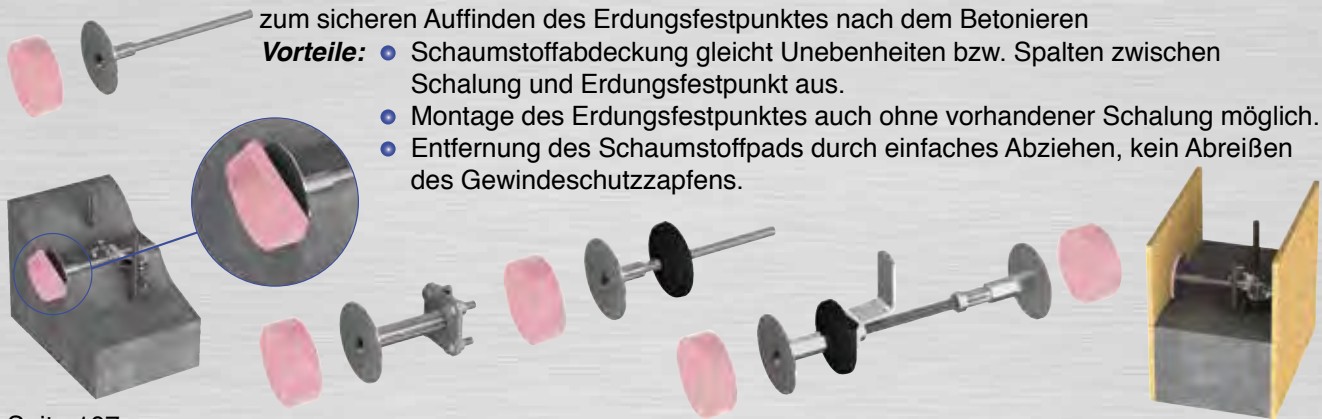 zum sicheren Auffinden des Erdungsfestpunktes nach dem Betonieren
Vorteile: • Schaumstoffabdeckung gleicht Unebenheiten bzw. Spalten zwischen
Schalung und Erdungsfestpunkt aus.
• Montage des Erdungsfestpunktes auch ohne vorhandener Schalung möglich.
• Entfernung des Schaumstoffpads durch einfaches Abziehen, kein Abreißen
des Gewindeschutzzapfens.